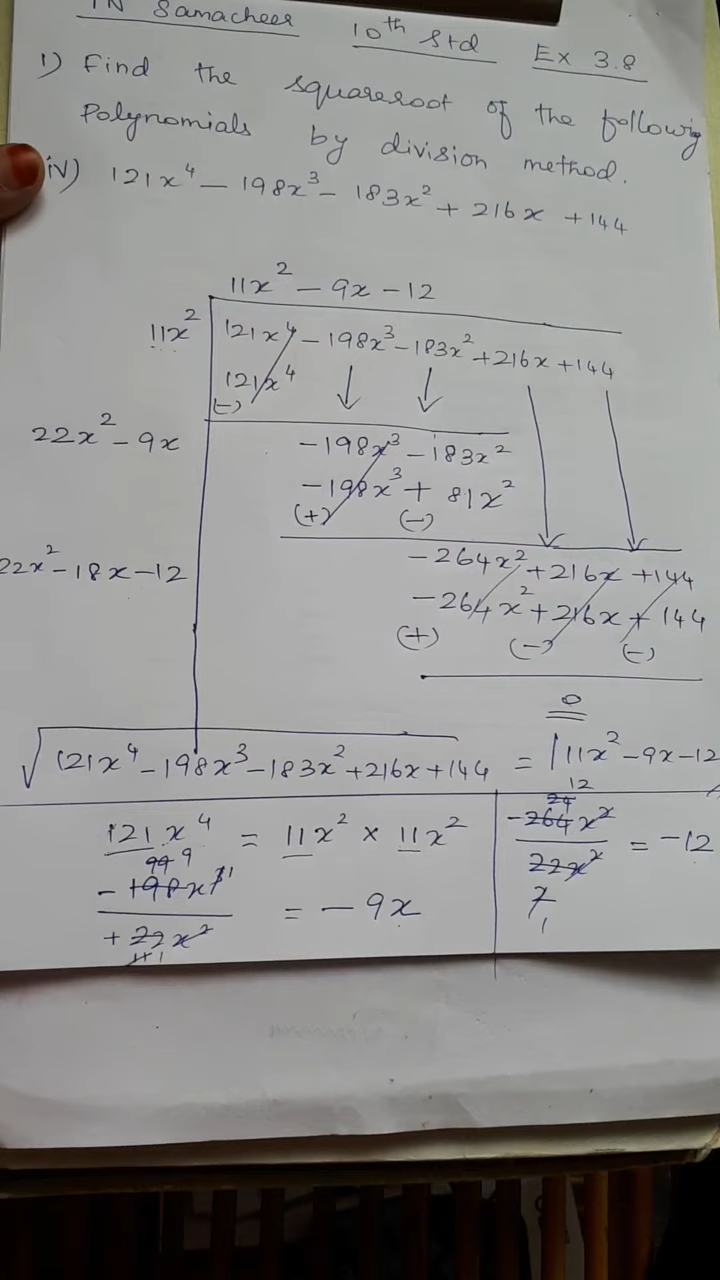 TN Samacheer 10th Std Ex 3.8
1) Find the squareroot of the followig
Polynomials by division method.
iv) 121x⁴ - 198x³ - 183x² + 216x + 144
11x² - 9x - 12
11x² 121x⁴ - 198x³ - 183x² + 216x + 144
121x⁴
(-)
22x² - 9x -198x³ - 183x²
-198x³ + 81x²
(+) (-)
22x² - 18x - 12 -264x² + 216x + 144
-264x² + 216x + 144
(+) (-) (-)
0
√121x⁴ - 198x³ - 183x² + 216x + 144 = |11x² - 9x - 12
121x⁴ = 11x² × 11x²
-198x³ / +22x² = -9x
-264x² / 22x² = -12